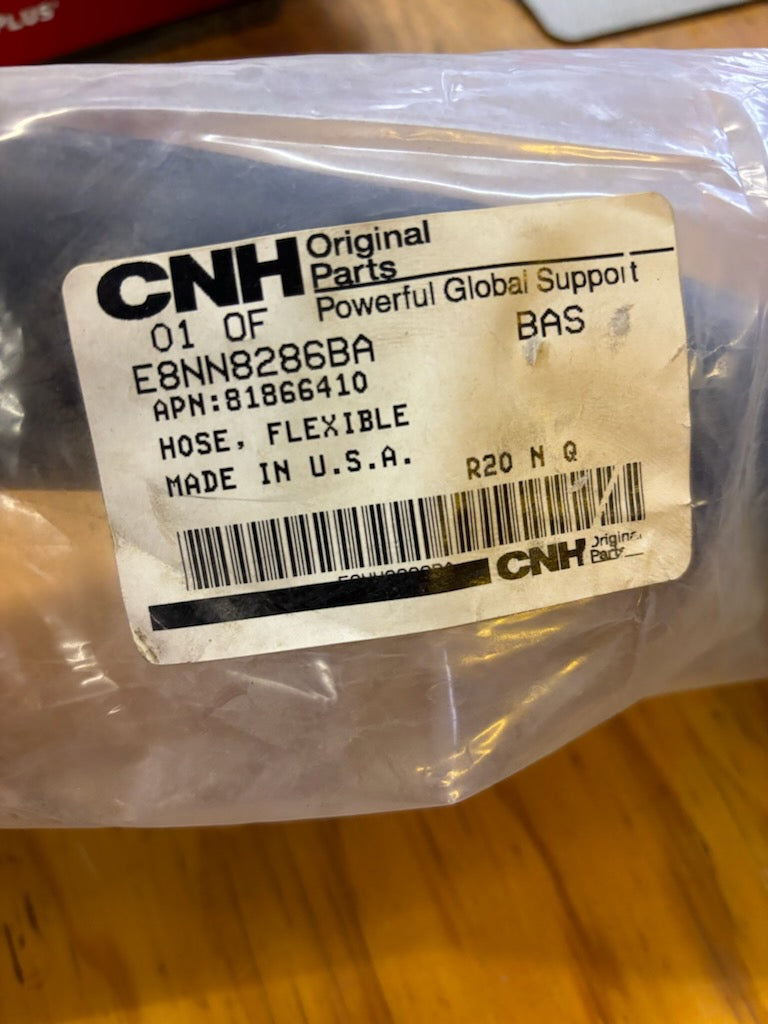 PLUS
CNH Original Parts
Powerful Global Support
01 OF BAS
E8NN8286BA
APN:81866410
HOSE, FLEXIBLE
MADE IN U.S.A. R20 N Q
CNH Original Parts